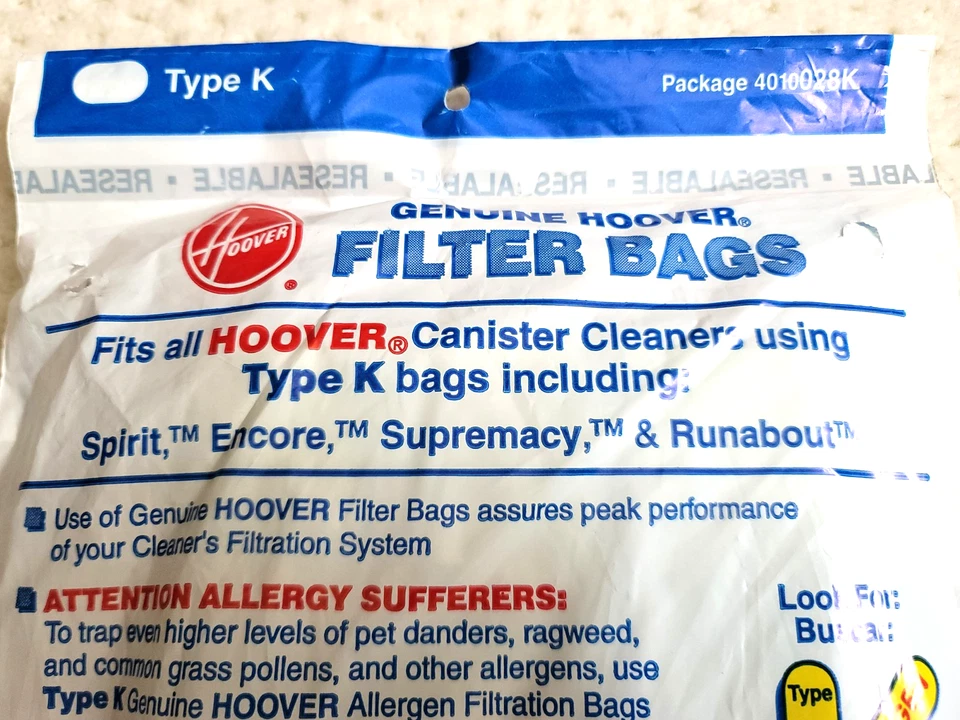 Type K
Package 4010028K
RESEALABLE RESEALABLE RESEALABLE RESEALABLE
GENUINE HOOVER®
HOOVER®
FILTER BAGS
Fits all HOOVER® Canister Cleaners using
Type K bags including:
Spirit,™ Encore,™ Supremacy,™ & Runabout™
Use of Genuine HOOVER Filter Bags assures peak performance
of your Cleaner's Filtration System
ATTENTION ALLERGY SUFFERERS:
To trap even higher levels of pet danders, ragweed,
and common grass pollens, and other allergens, use
Type K Genuine HOOVER Allergen Filtration Bags
Look For:
Buscar:
Type